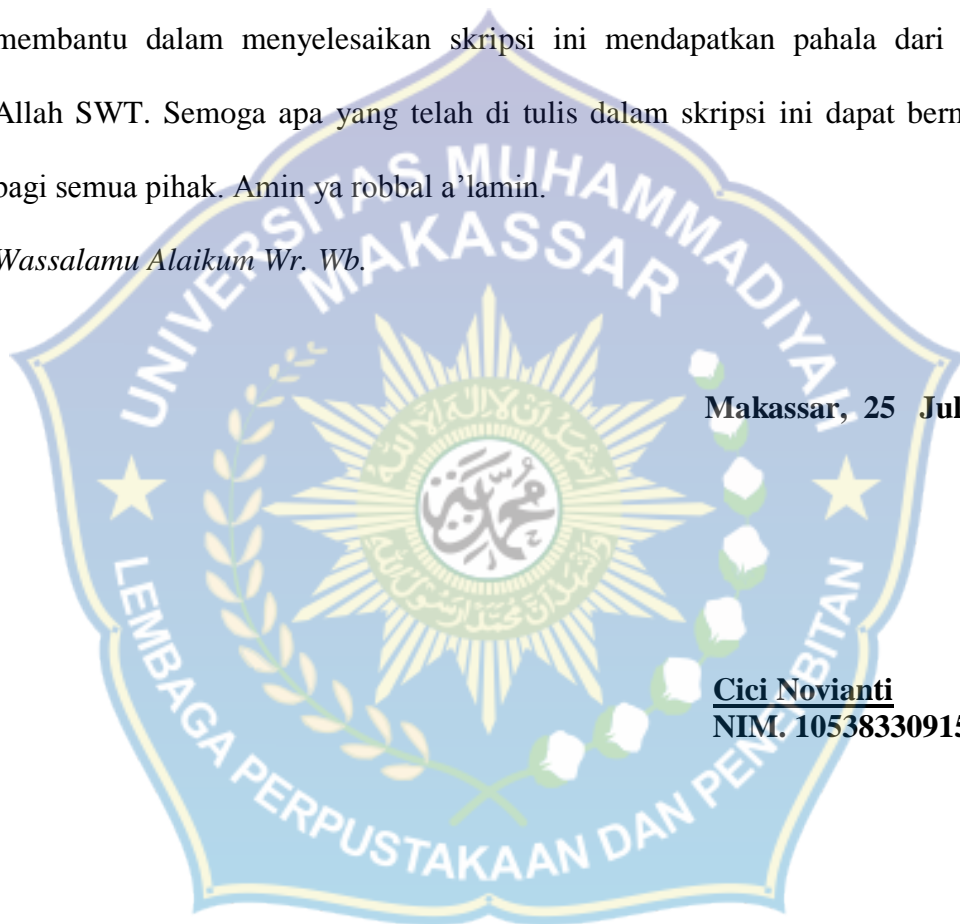 membantu dalam menyelesaikan skripsi ini mendapatkan pahala dari
Allah SWT. Semoga apa yang telah di tulis dalam skripsi ini dapat
bagi semua pihak. Amin ya robbal a'lamin.
Wassalamu Alaikum Wr. Wb.
UNIVERSITAS MUHAMMADIYAH
MAKASSAR
Makassar, 25
Cici Novianti
NIM. 10538330915
LEMBAGA PERPUSTAKAAN DAN PENERBITAN